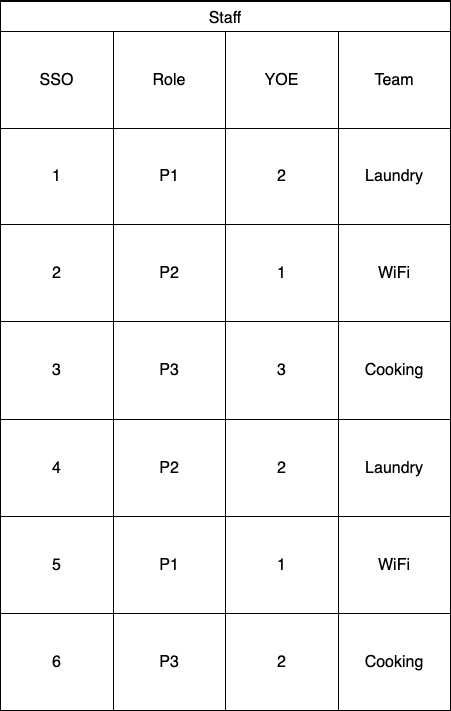 Staff
SSO Role YOE Team
1 P1 2 Laundry
2 P2 1 WiFi
3 P3 3 Cooking
4 P2 2 Laundry
5 P1 1 WiFi
6 P3 2 Cooking